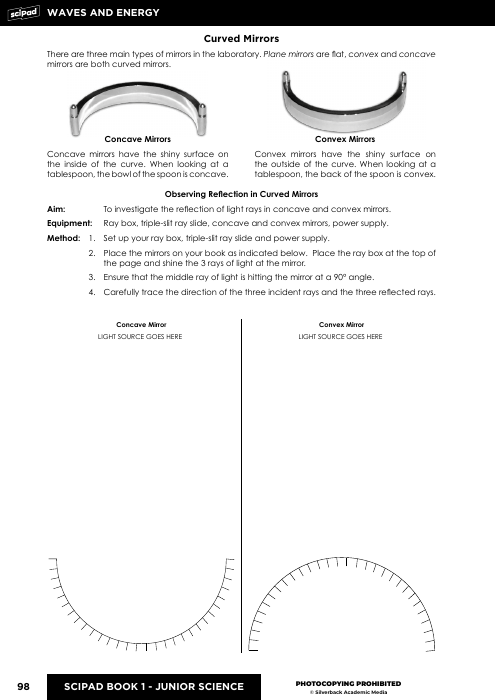 scipad WAVES AND ENERGY
Curved Mirrors
There are three main types of mirrors in the laboratory. Plane mirrors are flat, convex and concave
mirrors are both curved mirrors.
Concave Mirrors
Concave mirrors have the shiny surface on
the inside of the curve. When looking at a
tablespoon, the bowl of the spoon is concave.
Convex Mirrors
Convex mirrors have the shiny surface on
the outside of the curve. When looking at a
tablespoon, the back of the spoon is convex.
Observing Reflection in Curved Mirrors
Aim: To investigate the reflection of light rays in concave and convex mirrors.
Equipment: Ray box, triple-slit ray slide, concave and convex mirrors, power supply.
Method: 1. Set up your ray box, triple-slit ray slide and power supply.
2. Place the mirrors on your book as indicated below. Place the ray box at the top of
the page and shine the 3 rays of light at the mirror.
3. Ensure that the middle ray of light is hitting the mirror at a 90° angle.
4. Carefully trace the direction of the three incident rays and the three reflected rays.
Concave Mirror
LIGHT SOURCE GOES HERE
Convex Mirror
LIGHT SOURCE GOES HERE
98 SCIPAD BOOK 1 - JUNIOR SCIENCE
PHOTOCOPYING PROHIBITED
© Silverback Academic Media